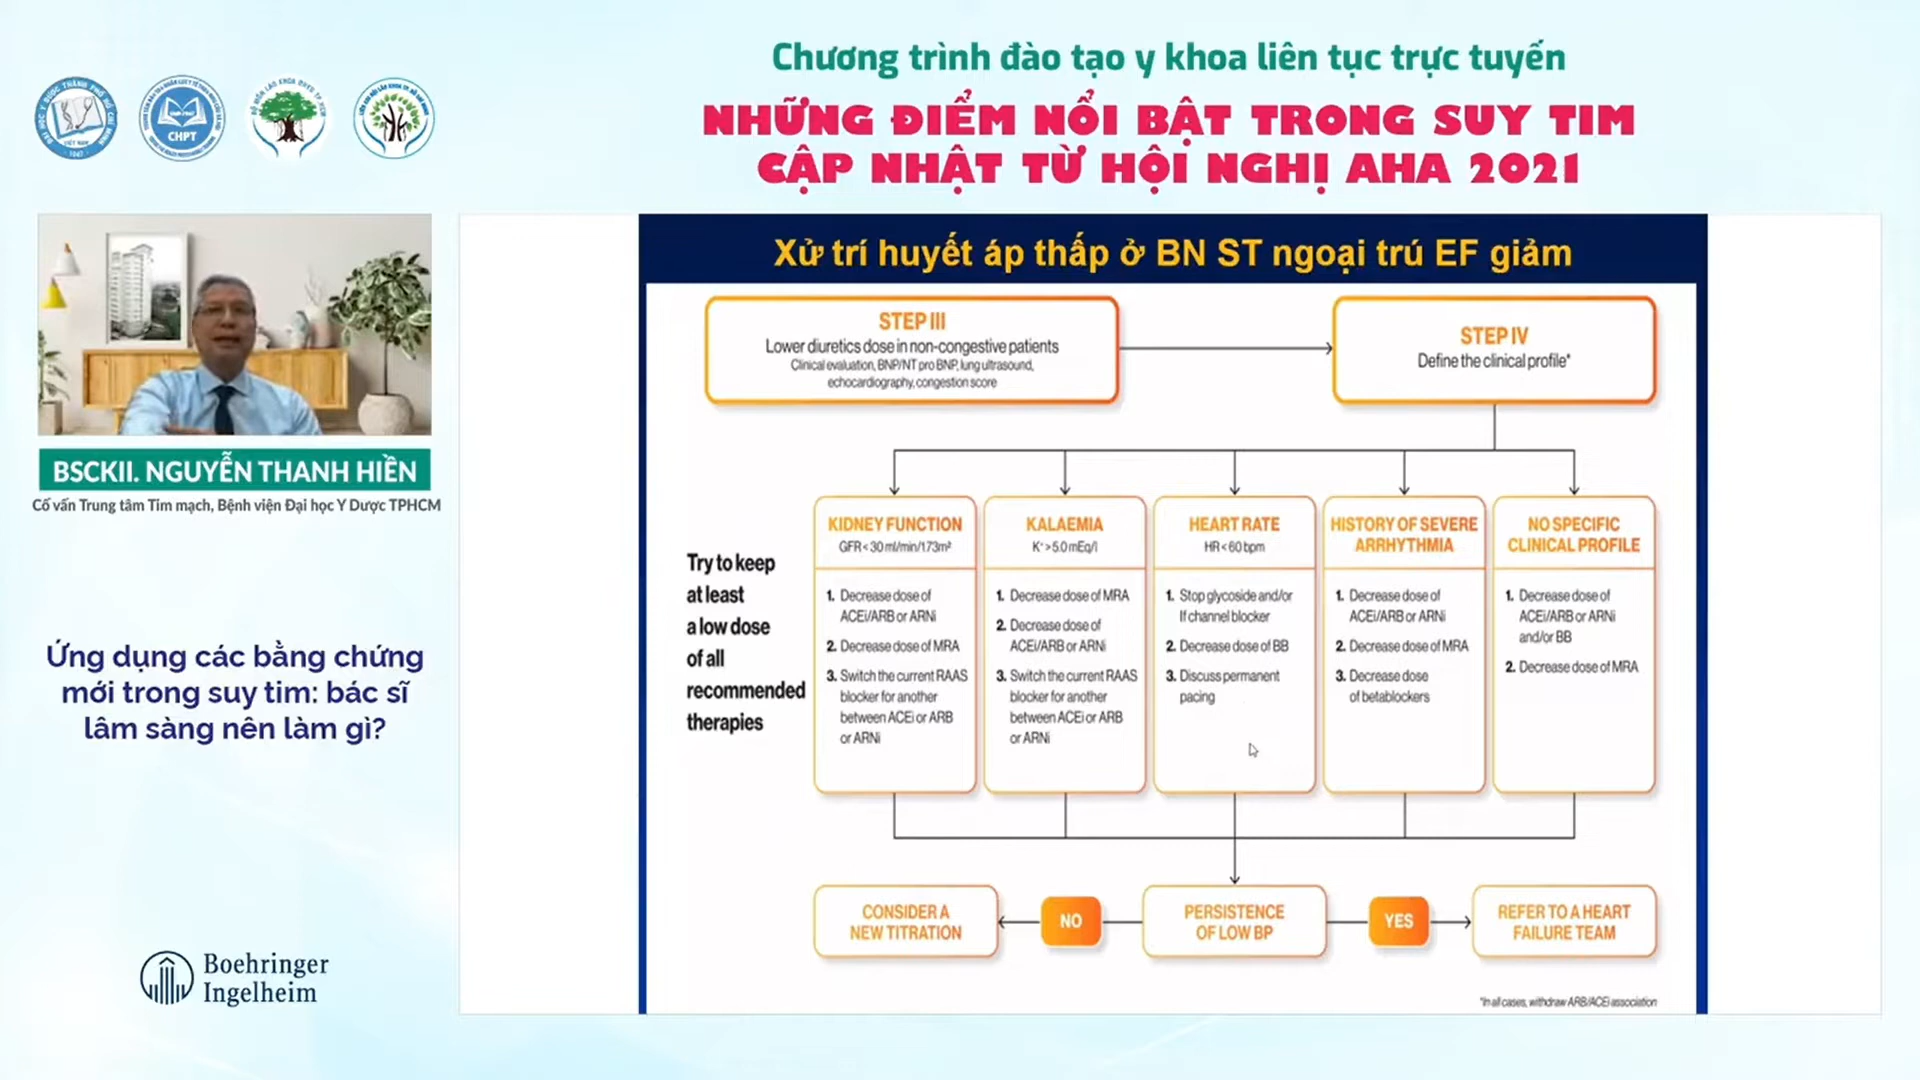 Chương trình đào tạo y khoa liên tục trực tuyến
NHỮNG ĐIỂM NỔI BẬT TRONG SUY TIM
CẬP NHẬT TỪ HỘI NGHỊ AHA 2021
CHPT
BSCKII. NGUYỄN THANH HIỀN
Cố vấn Trung tâm Tim mạch, Bệnh viện Đại học Y Dược TPHCM
Ứng dụng các bằng chứng
mới trong suy tim: bác sĩ
lâm sàng nên làm gì?
Boehringer
Ingelheim
Xử trí huyết áp thấp ở BN ST ngoại trú EF giảm
STEP III
Lower diuretics dose in non-congestive patients
Clinical evaluation, BNP/NT pro BNP, lung ultrasound,
echocardiography, congestion score
STEP IV
Define the clinical profile*
Try to keep
at least
a low dose
of all
recommended
therapies
KIDNEY FUNCTION
GFR < 30 ml/min/173m²
1. Decrease dose of
ACEi/ARB or ARNi
2. Decrease dose of MRA
3. Switch the current RAAS
blocker for another
between ACEi or ARB
or ARNi
KALAEMIA
K⁺ > 5.0 mEq/l
1. Decrease dose of MRA
2. Decrease dose of
ACEi/ARB or ARNi
3. Switch the current RAAS
blocker for another
between ACEi or ARB
or ARNi
HEART RATE
HR < 60 bpm
1. Stop glycoside and/or
If channel blocker
2. Decrease dose of BB
3. Discuss permanent
pacing
HISTORY OF SEVERE
ARRHYTHMIA
1. Decrease dose of
ACEi/ARB or ARNi
2. Decrease dose of MRA
3. Decrease dose
of betablockers
NO SPECIFIC
CLINICAL PROFILE
1. Decrease dose of
ACEi/ARB or ARNi
and/or BB
2. Decrease dose of MRA
CONSIDER A
NEW TITRATION
NO
PERSISTENCE
OF LOW BP
YES
REFER TO A HEART
FAILURE TEAM
*In all cases, withdraw ARB/ACEi association